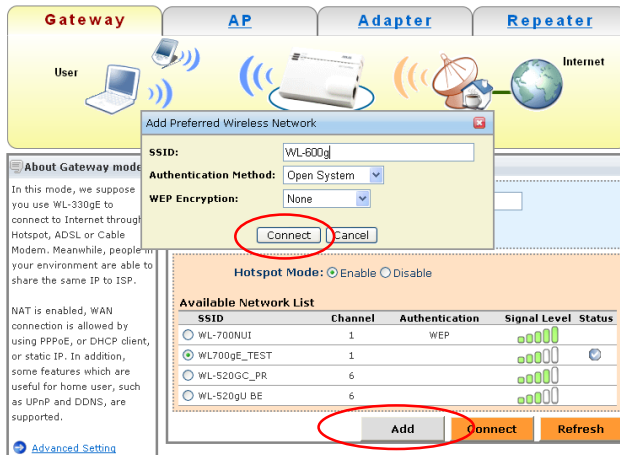 Gateway
AP
Adapter
Repeater
User
Internet
Add Preferred Wireless Network
SSID:
WL-600g
Authentication Method:
Open System
WEP Encryption:
None
Connect
Cancel
About Gateway mode
In this mode, we suppose
you use WL-330gE to
connect to Internet through
Hotspot, ADSL or Cable
Modem. Meanwhile, people in
your environment are able to
share the same IP to ISP.
NAT is enabled, WAN
connection is allowed by
using PPPoE, or DHCP client,
or static IP. In addition,
some features which are
useful for home user, such
as UPnP and DDNS, are
supported.
Advanced Setting
Hotspot Mode: Enable Disable
Available Network List
SSID Channel Authentication Signal Level Status
WL-700NUI 1 WEP
WL700gE_TEST 1
WL-520GC_PR 6
WL-520gU BE 6
Add Connect Refresh